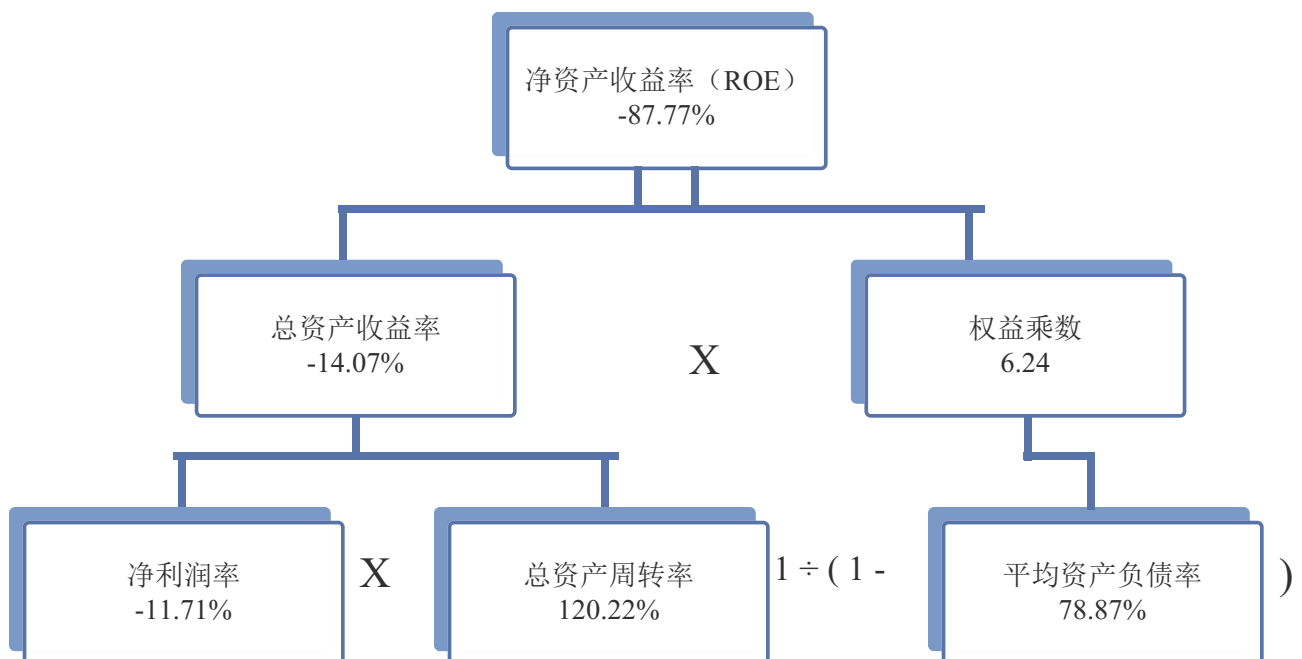 净资产收益率（ROE）
-87.77%
总资产收益率
-14.07%
X
权益乘数
6.24
净利润率
-11.71%
X
总资产周转率
120.22%
1 ÷ ( 1 -
平均资产负债率
78.87%
)